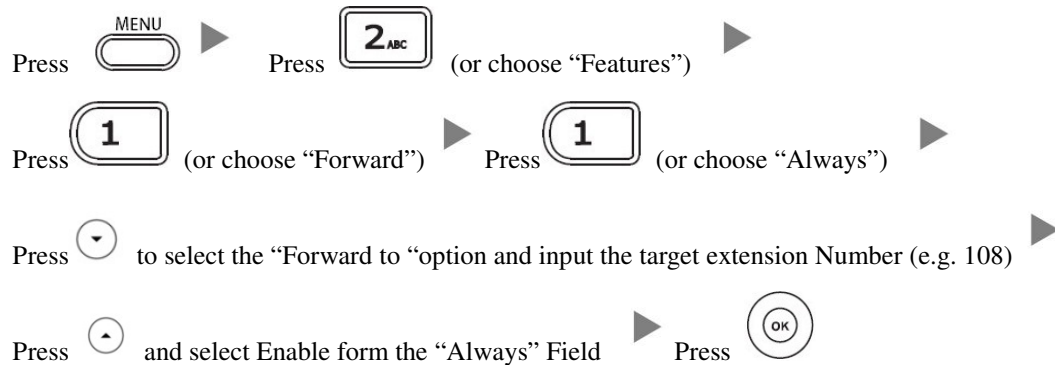 MENU
Press Press 2ABC (or choose “Features”)
Press 1 (or choose “Forward”) Press 1 (or choose “Always”)
Press to select the “Forward to “option and input the target extension Number (e.g. 108)
Press and select Enable form the “Always” Field Press OK